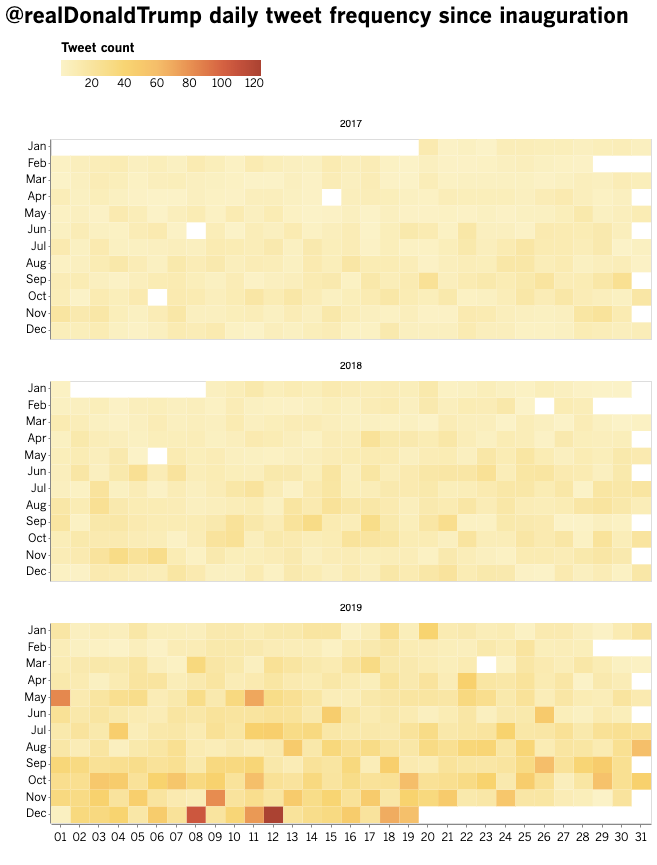 @realDonaldTrump daily tweet frequency since inauguration
Tweet count
20 40 60 80 100 120
2017
Jan
Feb
Mar
Apr
May
Jun
Jul
Aug
Sep
Oct
Nov
Dec
2018
Jan
Feb
Mar
Apr
May
Jun
Jul
Aug
Sep
Oct
Nov
Dec
2019
Jan
Feb
Mar
Apr
May
Jun
Jul
Aug
Sep
Oct
Nov
Dec
01 02 03 04 05 06 07 08 09 10 11 12 13 14 15 16 17 18 19 20 21 22 23 24 25 26 27 28 29 30 31